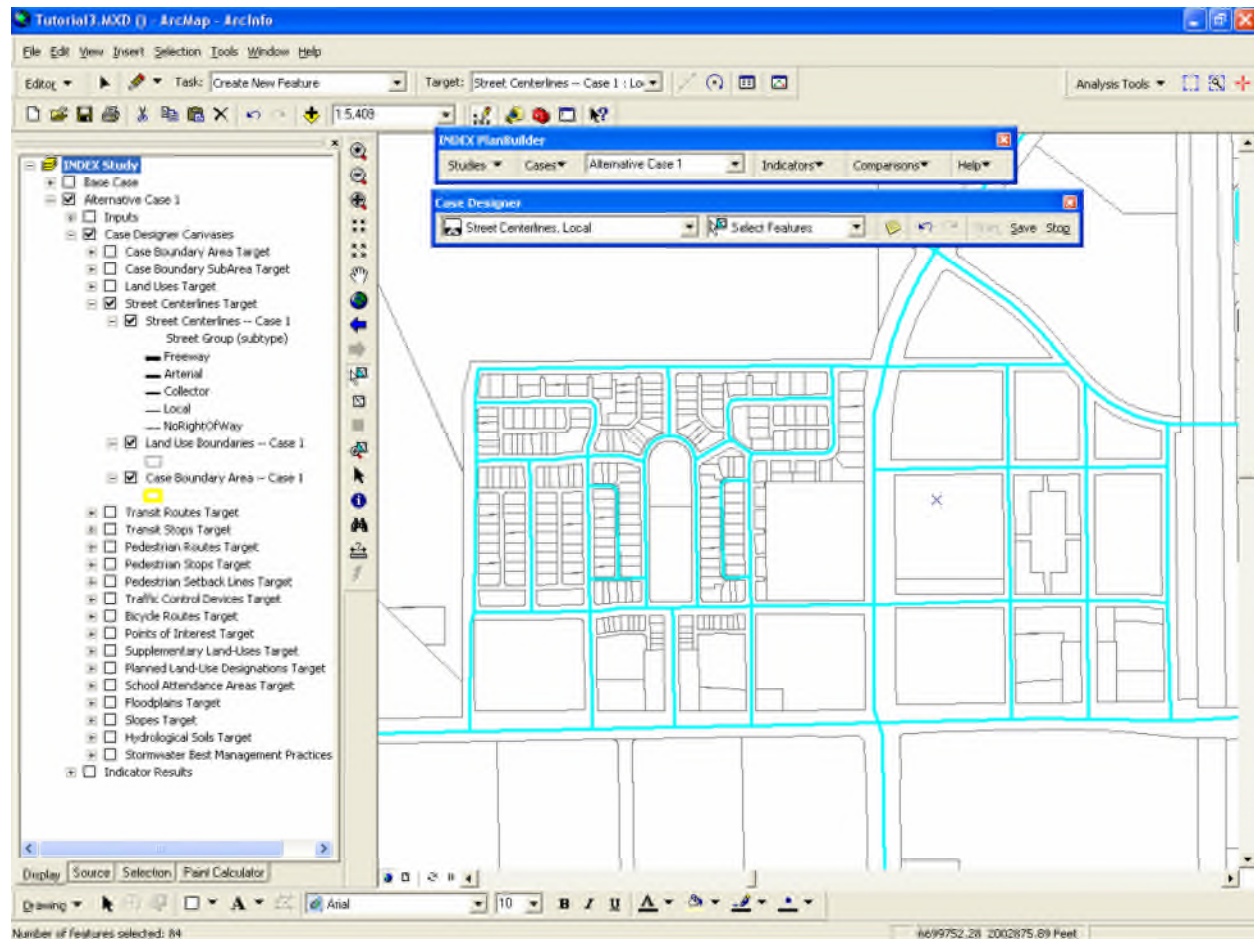 Tutorial3.MXD () - ArcMap - ArcInfo
File Edit View Insert Selection Tools Window Help
Editor Task: Create New Feature Target: Street Centerlines -- Case 1 : Lo Analysis Tools
1:5,409
INDEX PlanBuilder
Studies Cases Alternative Case 1 Indicators Comparisons Help
Case Designer
Street Centerlines, Local Select Features Save Stop
INDEX Study
Base Case
Alternative Case 1
Inputs
Case Designer Canvases
Case Boundary Area Target
Case Boundary SubArea Target
Land Uses Target
Street Centerlines Target
Street Centerlines -- Case 1
Street Group (subtype)
Freeway
Arterial
Collector
Local
NoRightOfWay
Land Use Boundaries -- Case 1
Case Boundary Area -- Case 1
Transit Routes Target
Transit Stops Target
Pedestrian Routes Target
Pedestrian Stops Target
Pedestrian Setback Lines Target
Traffic Control Devices Target
Bicycle Routes Target
Points of Interest Target
Supplementary Land-Uses Target
Planned Land-Use Designations Target
School Attendance Areas Target
Floodplains Target
Slopes Target
Hydrological Soils Target
Stormwater Best Management Practices
Indicator Results
Display Source Selection Paint Calculator
Drawing A Arial 10 B I U A
Number of features selected: 84 6699752.28 2002875.89 Feet